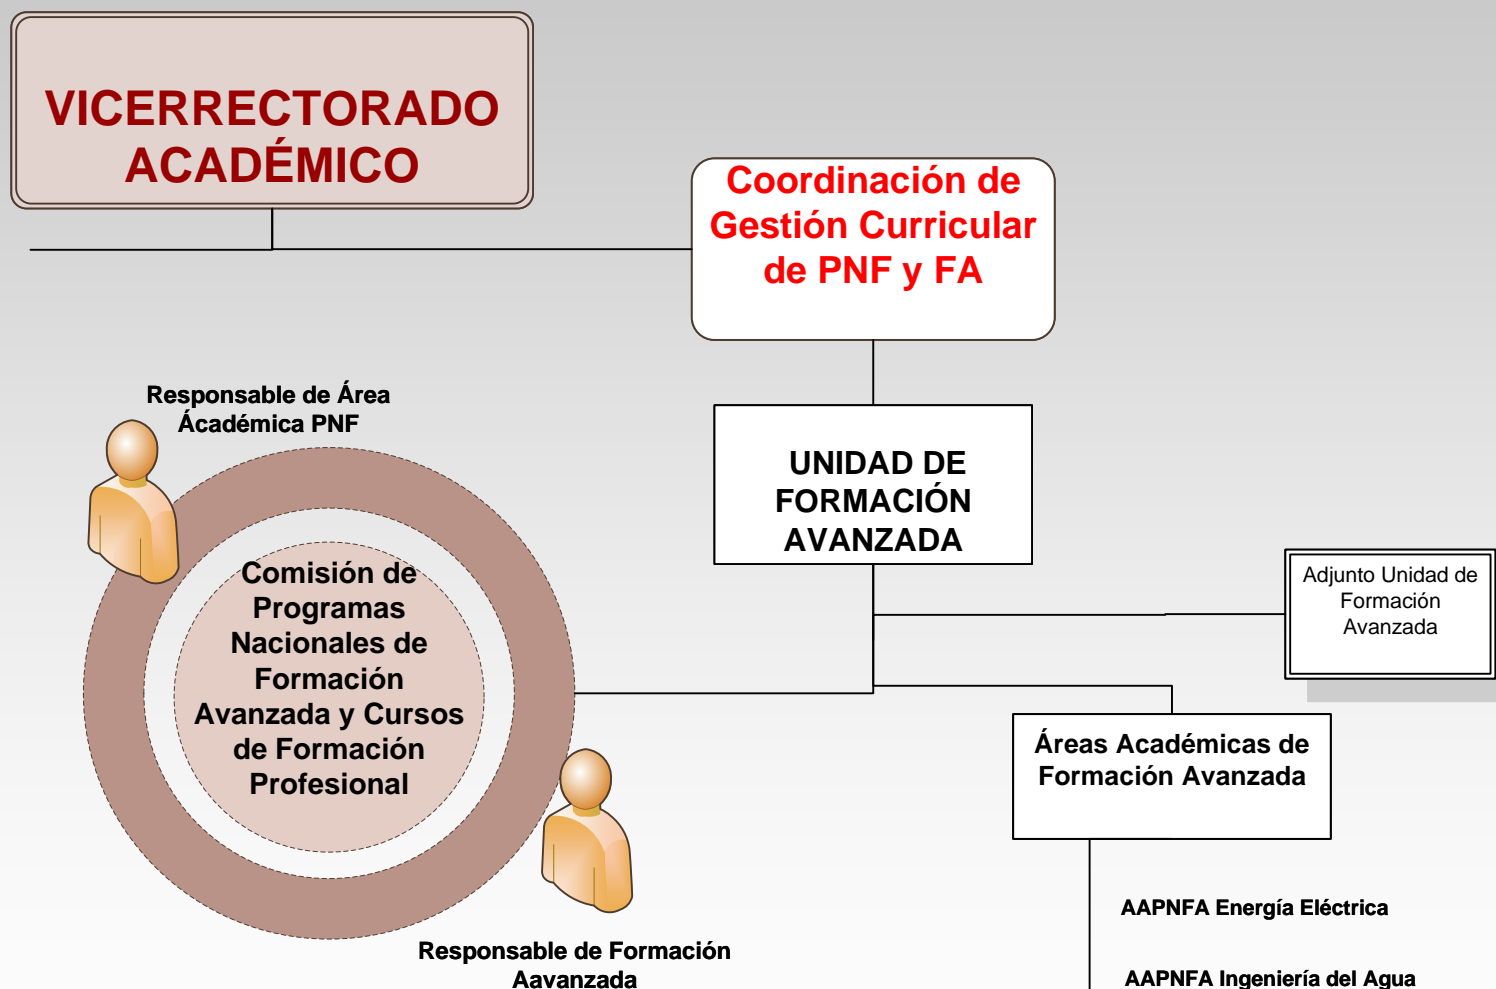 VICERRECTORADO
ACADÉMICO
Coordinación de
Gestión Curricular
de PNF y FA
Responsable de Área
Ácadémica PNF
UNIDAD DE
FORMACIÓN
AVANZADA
Comisión de
Programas
Nacionales de
Formación
Avanzada y Cursos
de Formación
Profesional
Adjunto Unidad de
Formación
Avanzada
Áreas Académicas de
Formación Avanzada
AAPNFA Energía Eléctrica
Responsable de Formación
Aavanzada
AAPNFA Ingeniería del Agua